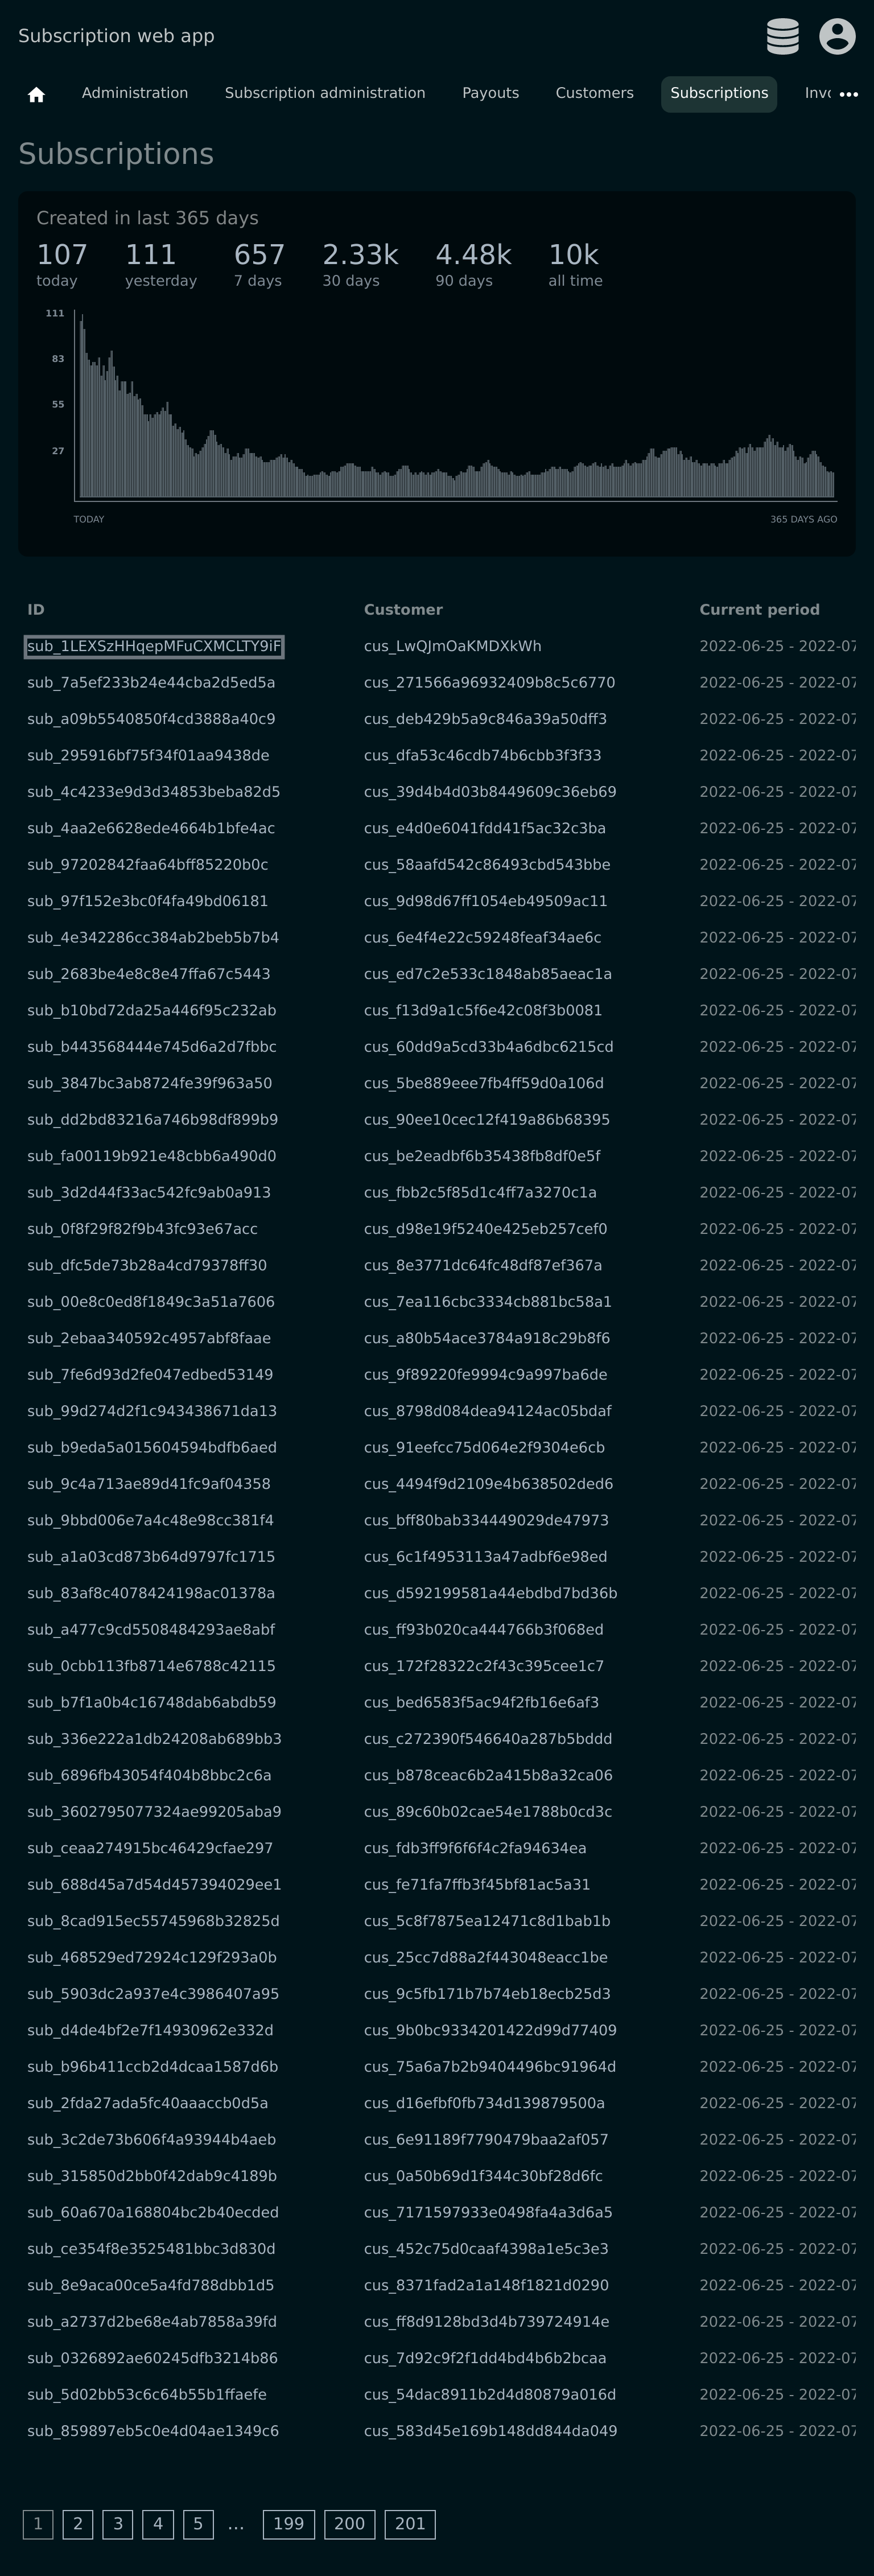 Subscription web app
Administration Subscription administration Payouts Customers Subscriptions Invo
Subscriptions
Created in last 365 days
107 111 657 2.33k 4.48k 10k
today yesterday 7 days 30 days 90 days all time
111
83
55
27
TODAY 365 DAYS AGO
ID Customer Current period
sub_1LEXSzHHqepMFuCXMCLTY9iF cus_LwQJmOaKMDXkWh 2022-06-25 - 2022-07
sub_7a5ef233b24e44cba2d5ed5a cus_271566a96932409b8c5c6770 2022-06-25 - 2022-07
sub_a09b5540850f4cd3888a40c9 cus_deb429b5a9c846a39a50dff3 2022-06-25 - 2022-07
sub_295916bf75f34f01aa9438de cus_dfa53c46cdb74b6cbb3f3f33 2022-06-25 - 2022-07
sub_4c4233e9d3d34853beba82d5 cus_39d4b4d03b8449609c36eb69 2022-06-25 - 2022-07
sub_4aa2e6628ede4664b1bfe4ac cus_e4d0e6041fdd41f5ac32c3ba 2022-06-25 - 2022-07
sub_97202842faa64bff85220b0c cus_58aafd542c86493cbd543bbe 2022-06-25 - 2022-07
sub_97f152e3bc0f4fa49bd06181 cus_9d98d67ff1054eb49509ac11 2022-06-25 - 2022-07
sub_4e342286cc384ab2beb5b7b4 cus_6e4f4e22c59248feaf34ae6c 2022-06-25 - 2022-07
sub_2683be4e8c8e47ffa67c5443 cus_ed7c2e533c1848ab85aeac1a 2022-06-25 - 2022-07
sub_b10bd72da25a446f95c232ab cus_f13d9a1c5f6e42c08f3b0081 2022-06-25 - 2022-07
sub_b443568444e745d6a2d7fbbc cus_60dd9a5cd33b4a6dbc6215cd 2022-06-25 - 2022-07
sub_3847bc3ab8724fe39f963a50 cus_5be889eee7fb4ff59d0a106d 2022-06-25 - 2022-07
sub_dd2bd83216a746b98df899b9 cus_90ee10cec12f419a86b68395 2022-06-25 - 2022-07
sub_fa00119b921e48cbb6a490d0 cus_be2eadbf6b35438fb8df0e5f 2022-06-25 - 2022-07
sub_3d2d44f33ac542fc9ab0a913 cus_fbb2c5f85d1c4ff7a3270c1a 2022-06-25 - 2022-07
sub_0f8f29f82f9b43fc93e67acc cus_d98e19f5240e425eb257cef0 2022-06-25 - 2022-07
sub_dfc5de73b28a4cd79378ff30 cus_8e3771dc64fc48df87ef367a 2022-06-25 - 2022-07
sub_00e8c0ed8f1849c3a51a7606 cus_7ea116cbc3334cb881bc58a1 2022-06-25 - 2022-07
sub_2ebaa340592c4957abf8faae cus_a80b54ace3784a918c29b8f6 2022-06-25 - 2022-07
sub_7fe6d93d2fe047edbed53149 cus_9f89220fe9994c9a997ba6de 2022-06-25 - 2022-07
sub_99d274d2f1c943438671da13 cus_8798d084dea94124ac05bdaf 2022-06-25 - 2022-07
sub_b9eda5a015604594bdfb6aed cus_91eefcc75d064e2f9304e6cb 2022-06-25 - 2022-07
sub_9c4a713ae89d41fc9af04358 cus_4494f9d2109e4b638502ded6 2022-06-25 - 2022-07
sub_9bbd006e7a4c48e98cc381f4 cus_bff80bab334449029de47973 2022-06-25 - 2022-07
sub_a1a03cd873b64d9797fc1715 cus_6c1f4953113a47adbf6e98ed 2022-06-25 - 2022-07
sub_83af8c4078424198ac01378a cus_d592199581a44ebdbd7bd36b 2022-06-25 - 2022-07
sub_a477c9cd5508484293ae8abf cus_ff93b020ca444766b3f068ed 2022-06-25 - 2022-07
sub_0cbb113fb8714e6788c42115 cus_172f28322c2f43c395cee1c7 2022-06-25 - 2022-07
sub_b7f1a0b4c16748dab6abdb59 cus_bed6583f5ac94f2fb16e6af3 2022-06-25 - 2022-07
sub_336e222a1db24208ab689bb3 cus_c272390f546640a287b5bddd 2022-06-25 - 2022-07
sub_6896fb43054f404b8bbc2c6a cus_b878ceac6b2a415b8a32ca06 2022-06-25 - 2022-07
sub_3602795077324ae99205aba9 cus_89c60b02cae54e1788b0cd3c 2022-06-25 - 2022-07
sub_ceaa274915bc46429cfae297 cus_fdb3ff9f6f6f4c2fa94634ea 2022-06-25 - 2022-07
sub_688d45a7d54d457394029ee1 cus_fe71fa7ffb3f45bf81ac5a31 2022-06-25 - 2022-07
sub_8cad915ec55745968b32825d cus_5c8f7875ea12471c8d1bab1b 2022-06-25 - 2022-07
sub_468529ed72924c129f293a0b cus_25cc7d88a2f443048eacc1be 2022-06-25 - 2022-07
sub_5903dc2a937e4c3986407a95 cus_9c5fb171b7b74eb18ecb25d3 2022-06-25 - 2022-07
sub_d4de4bf2e7f14930962e332d cus_9b0bc9334201422d99d77409 2022-06-25 - 2022-07
sub_b96b411ccb2d4dcaa1587d6b cus_75a6a7b2b9404496bc91964d 2022-06-25 - 2022-07
sub_2fda27ada5fc40aaaccb0d5a cus_d16efbf0fb734d139879500a 2022-06-25 - 2022-07
sub_3c2de73b606f4a93944b4aeb cus_6e91189f7790479baa2af057 2022-06-25 - 2022-07
sub_315850d2bb0f42dab9c4189b cus_0a50b69d1f344c30bf28d6fc 2022-06-25 - 2022-07
sub_60a670a168804bc2b40ecded cus_7171597933e0498fa4a3d6a5 2022-06-25 - 2022-07
sub_ce354f8e3525481bbc3d830d cus_452c75d0caaf4398a1e5c3e3 2022-06-25 - 2022-07
sub_8e9aca00ce5a4fd788dbb1d5 cus_8371fad2a1a148f1821d0290 2022-06-25 - 2022-07
sub_a2737d2be68e4ab7858a39fd cus_ff8d9128bd3d4b739724914e 2022-06-25 - 2022-07
sub_0326892ae60245dfb3214b86 cus_7d92c9f2f1dd4bd4b6b2bcaa 2022-06-25 - 2022-07
sub_5d02bb53c6c64b55b1ffaefe cus_54dac8911b2d4d80879a016d 2022-06-25 - 2022-07
sub_859897eb5c0e4d04ae1349c6 cus_583d45e169b148dd844da049 2022-06-25 - 2022-07
1 2 3 4 5 ... 199 200 201